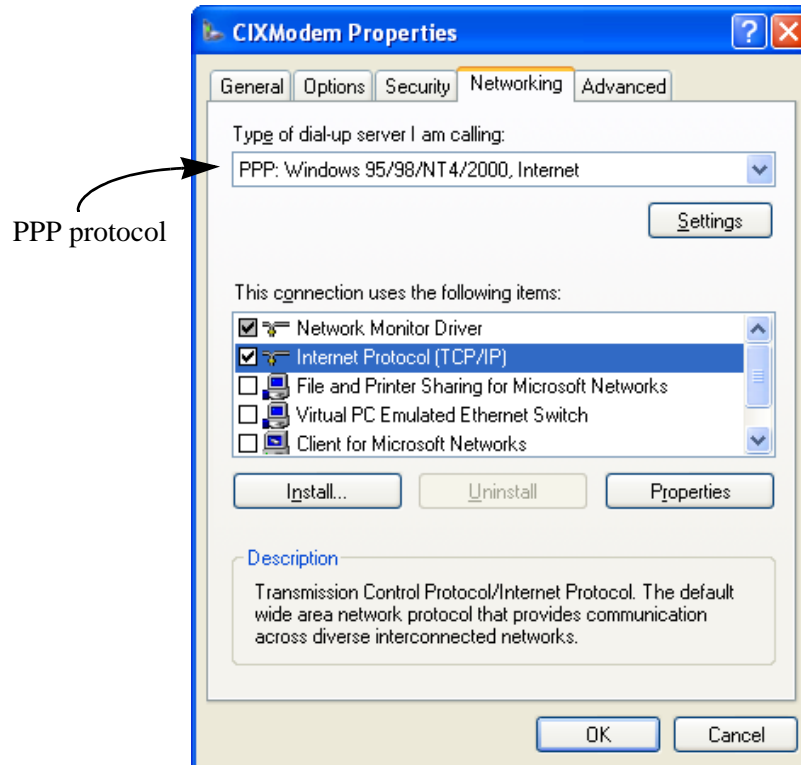 CIXModem Properties
General Options Security Networking Advanced
Type of dial-up server I am calling:
PPP: Windows 95/98/NT4/2000, Internet
PPP protocol
Settings
This connection uses the following items:
Network Monitor Driver
Internet Protocol (TCP/IP)
File and Printer Sharing for Microsoft Networks
Virtual PC Emulated Ethernet Switch
Client for Microsoft Networks
Install... Uninstall Properties
Description
Transmission Control Protocol/Internet Protocol. The default
wide area network protocol that provides communication
across diverse interconnected networks.
OK Cancel